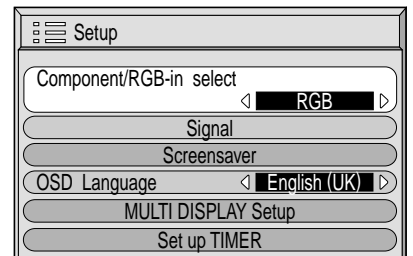 Setup
Component/RGB-in select
RGB
Signal
Screensaver
OSD Language English (UK)
MULTI DISPLAY Setup
Set up TIMER